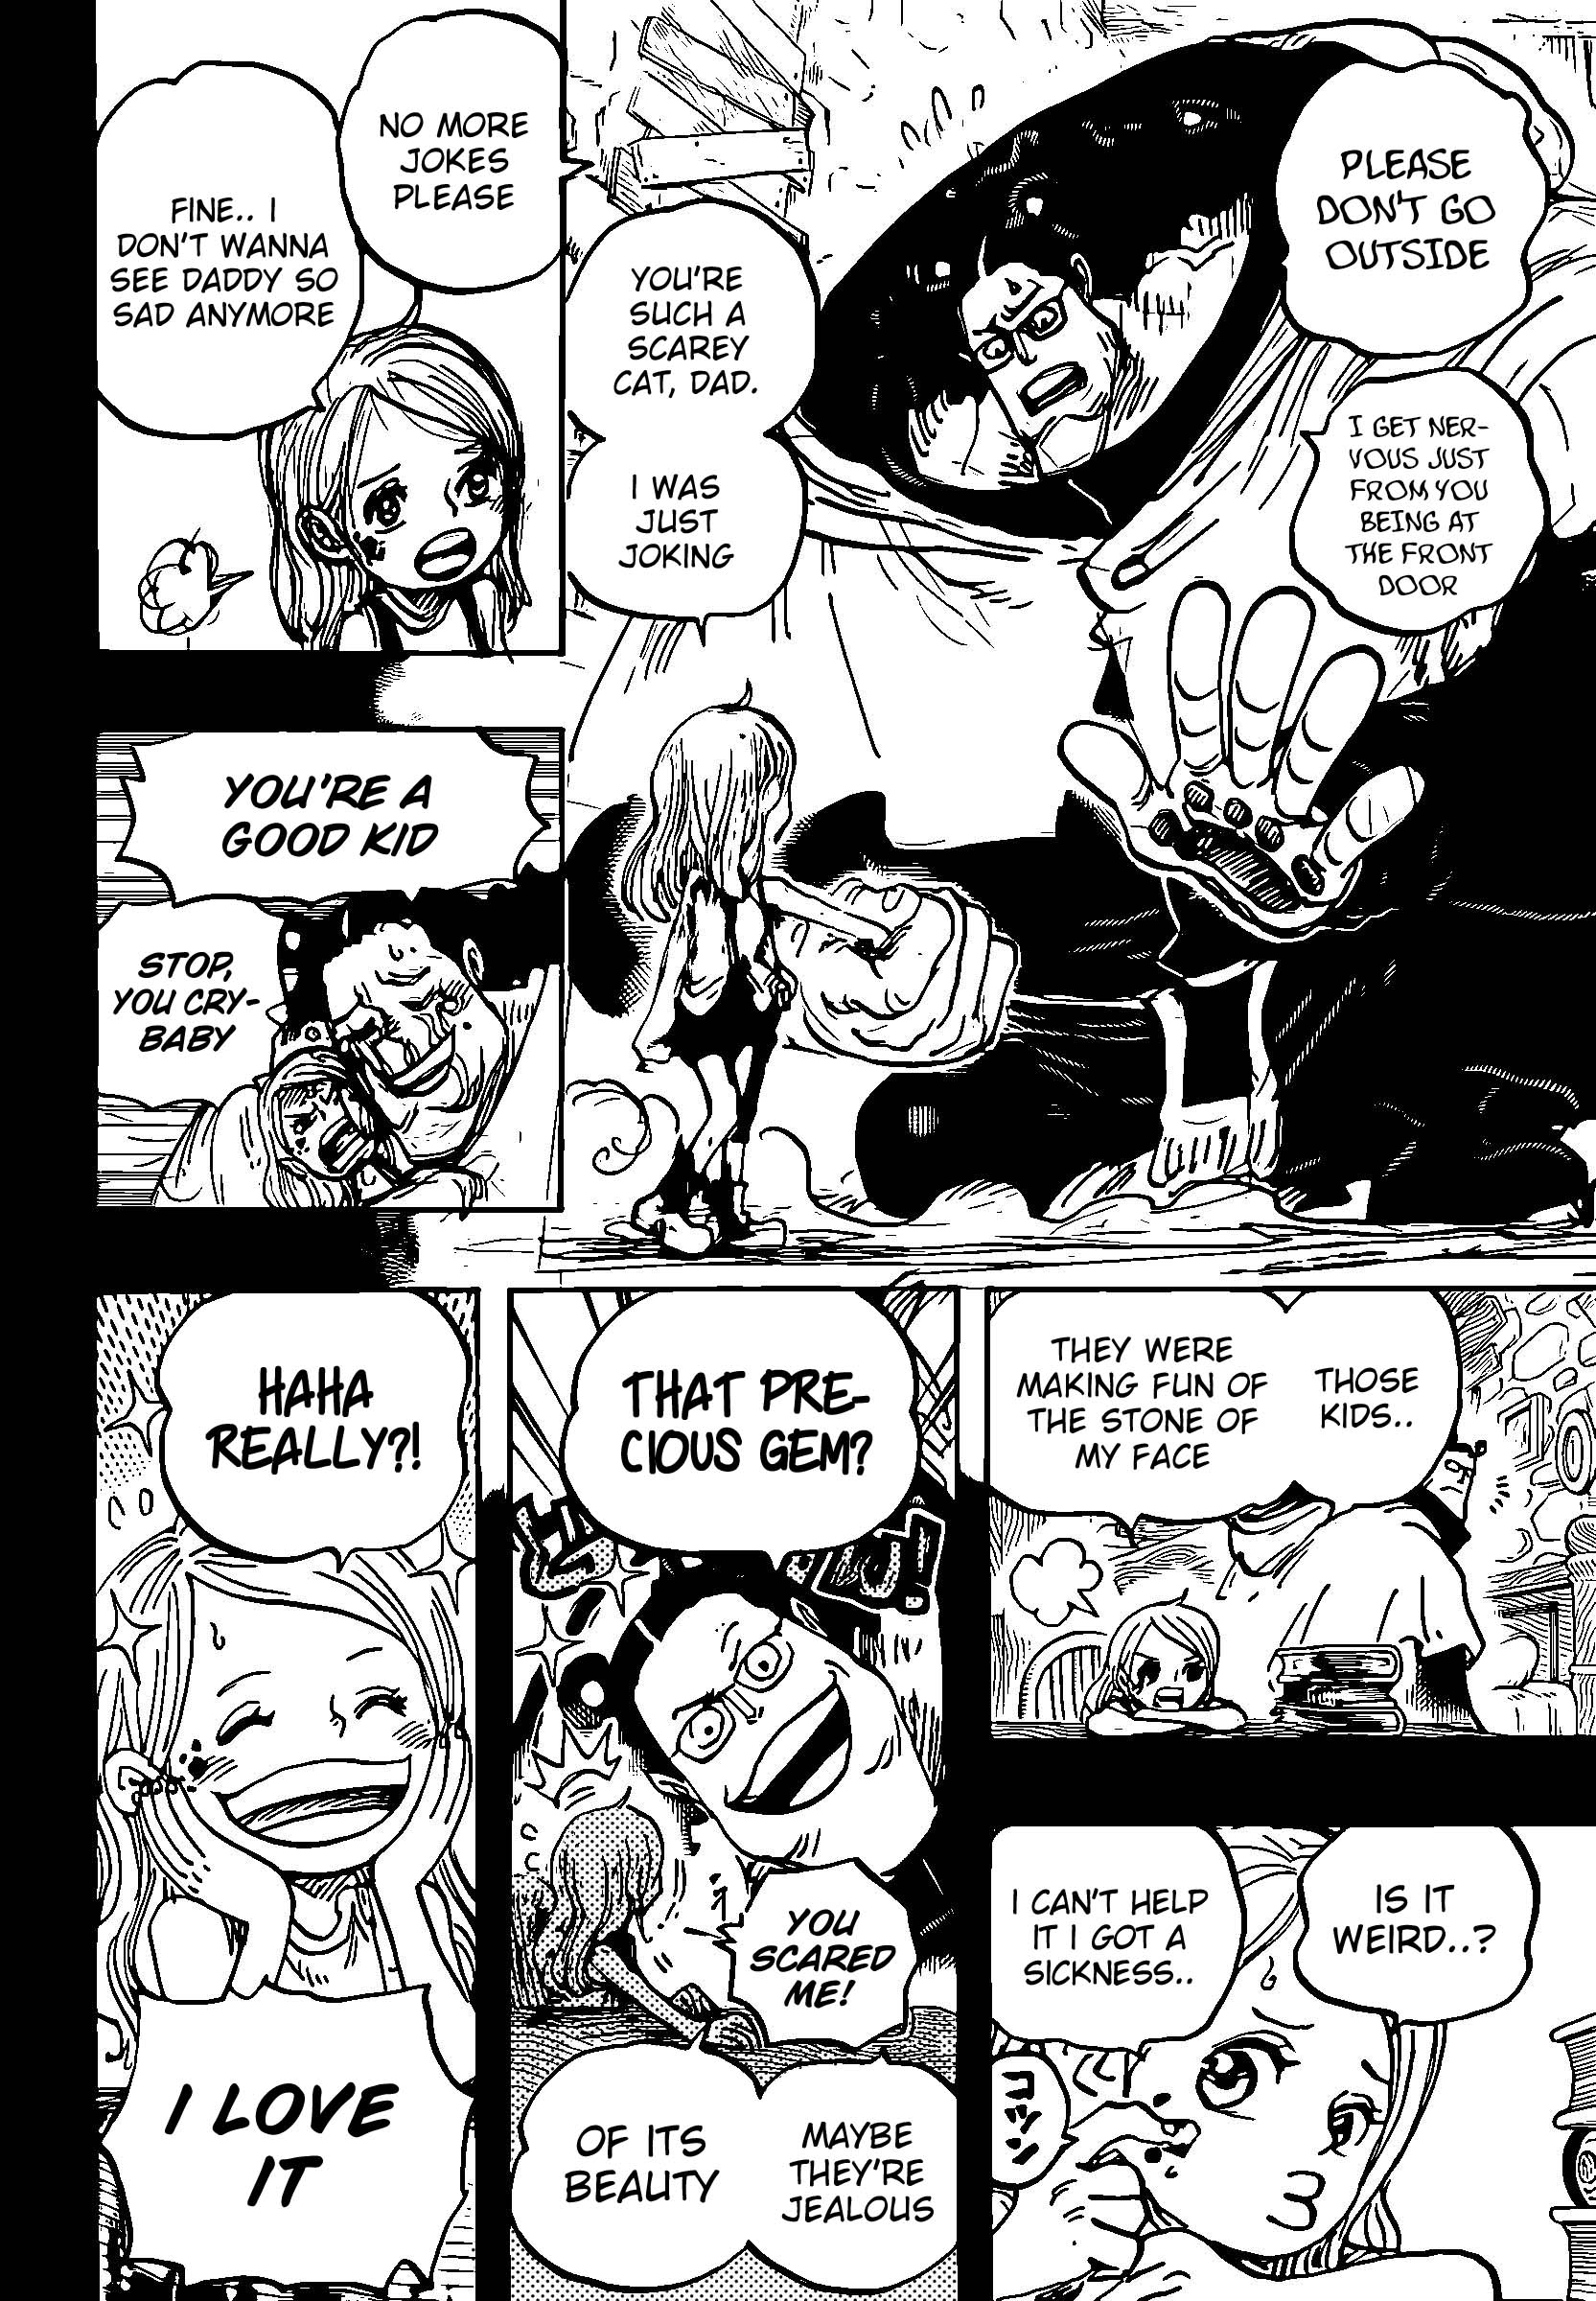 PLEASE
DON'T GO
OUTSIDE
I GET NER-
VOUS JUST
FROM YOU
BEING AT
THE FRONT
DOOR
YOU'RE
SUCH A
SCAREY
CAT, DAD.
I WAS
JUST
JOKING
NO MORE
JOKES
PLEASE
FINE.. I
DON'T WANNA
SEE DADDY SO
SAD ANYMORE
YOU'RE A
GOOD KID
STOP,
YOU CRY-
BABY
THOSE
KIDS..
THEY WERE
MAKING FUN OF
THE STONE OF
MY FACE
IS IT
WEIRD..?
I CAN'T HELP
IT I GOT A
SICKNESS..
THAT PRE-
CIOUS GEM?
YOU
SCARED
ME!
MAYBE
THEY'RE
JEALOUS
OF ITS
BEAUTY
HAHA
REALLY?!
I LOVE
IT